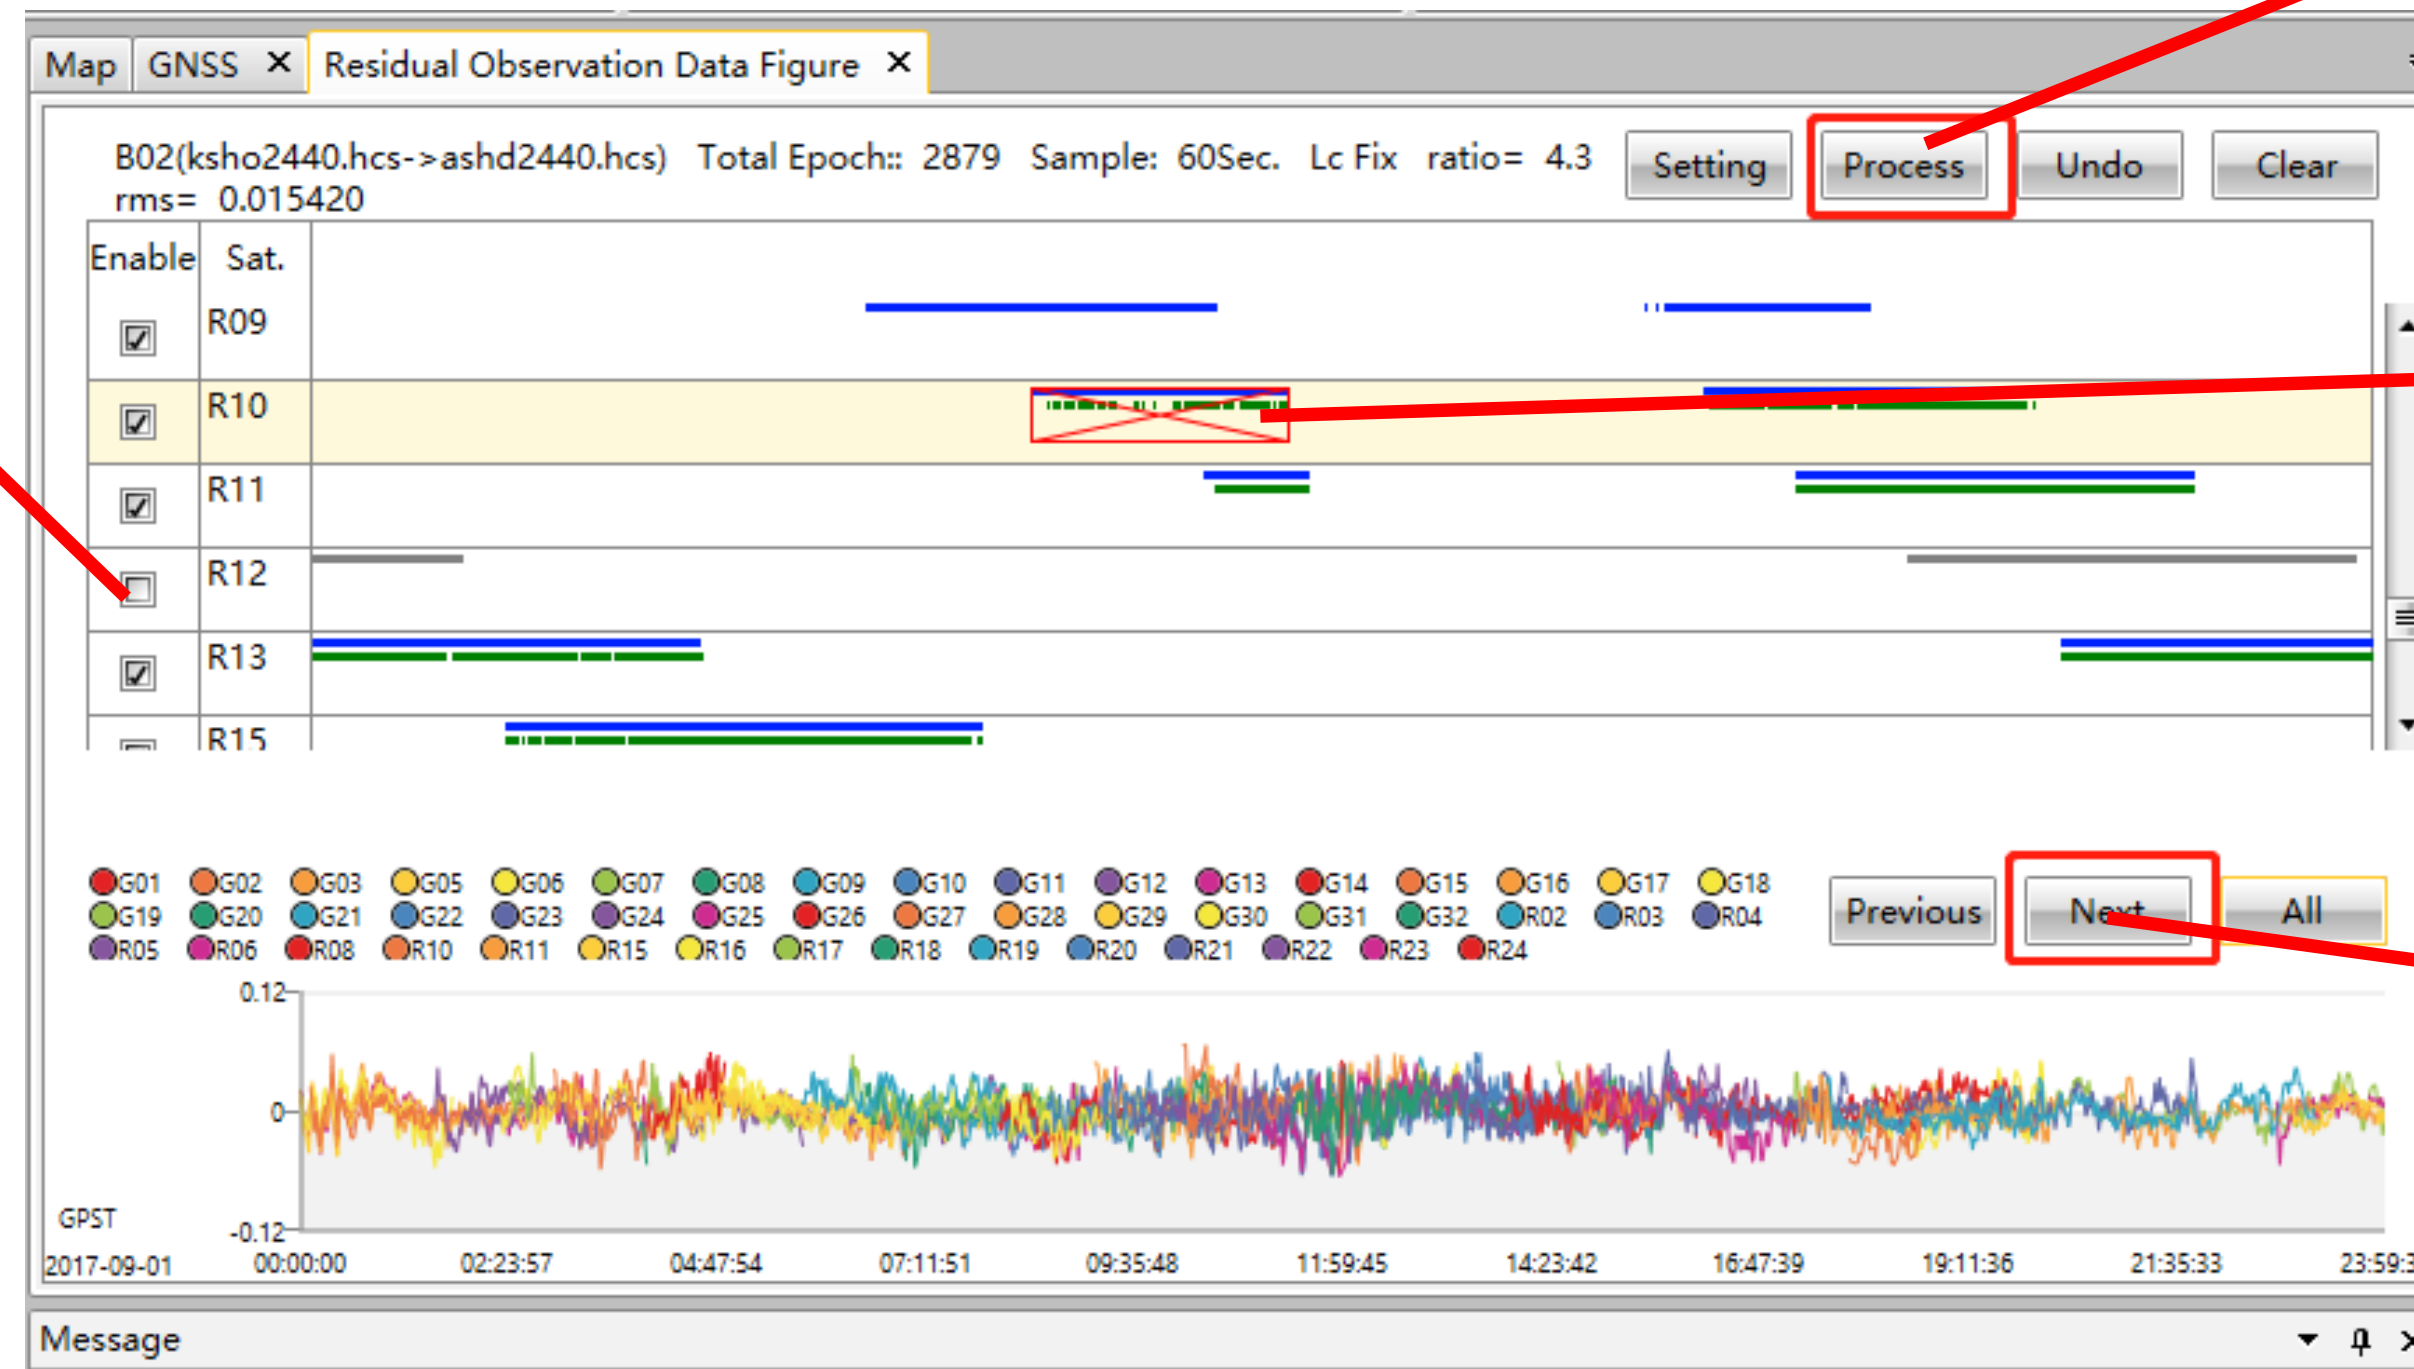 Map GNSS Residual Observation Data Figure
B02(ksho2440.hcs->ashd2440.hcs) Total Epoch:: 2879 Sample: 60Sec. Lc Fix ratio= 4.3 Setting Process Undo Clear
rms= 0.015420
Enable Sat.
R09
R10
R11
R12
R13
R15
G01 G02 G03 G05 G06 G07 G08 G09 G10 G11 G12 G13 G14 G15 G16 G17 G18
G19 G20 G21 G22 G23 G24 G25 G26 G27 G28 G29 G30 G31 G32 R02 R03 R04 Previous Next All
R05 R06 R08 R10 R11 R15 R16 R17 R18 R19 R20 R21 R22 R23 R24
0.12
0
GPST
-0.12
2017-09-01 00:00:00 02:23:57 04:47:54 07:11:51 09:35:48 11:59:45 14:23:42 16:47:39 19:11:36 21:35:33
Message